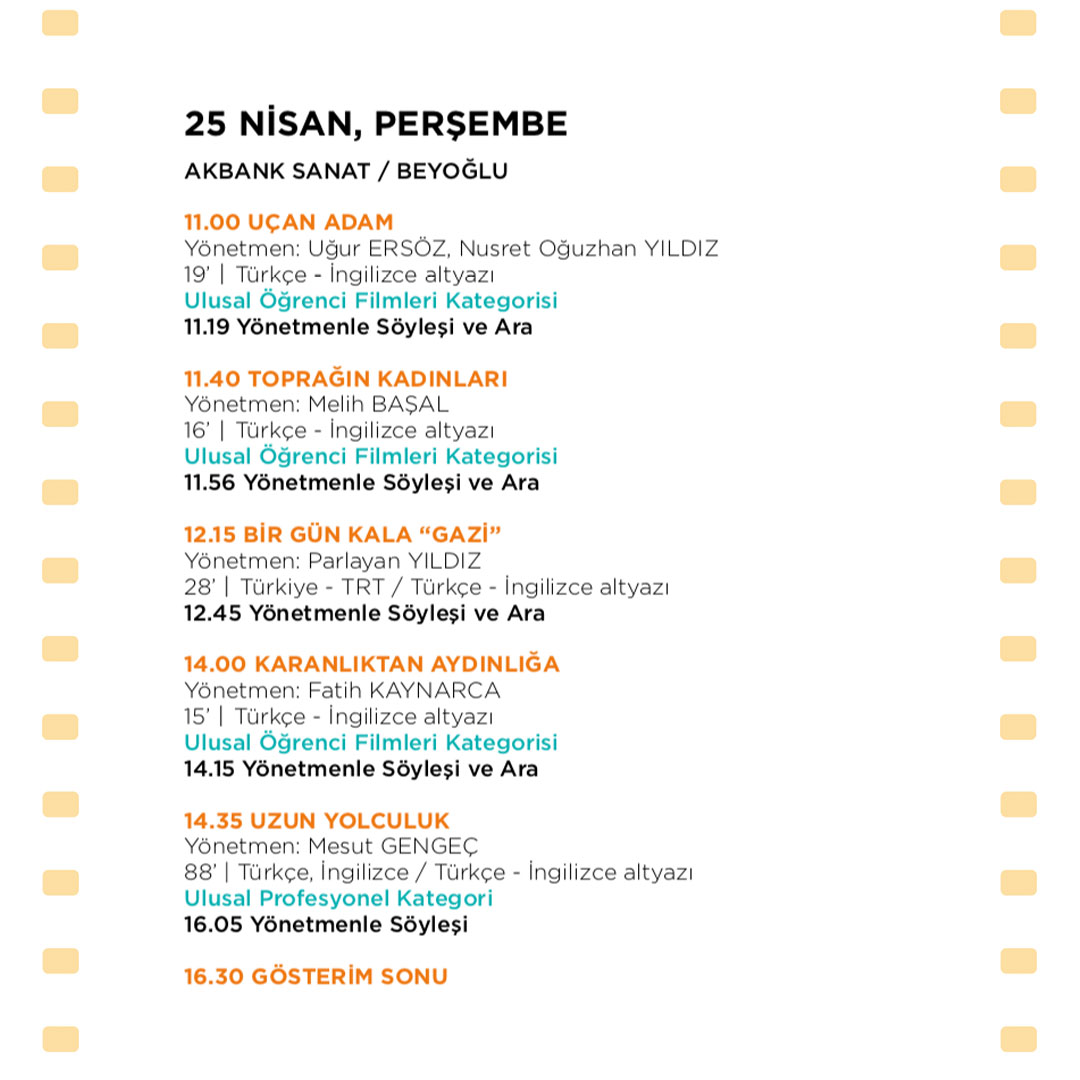 25 NİSAN, PERŞEMBE
AKBANK SANAT / BEYOĞLU
11.00 UÇAN ADAM
Yönetmen: Uğur ERSÖZ, Nusret Oğuzhan YILDIZ
19’ | Türkçe - İngilizce altyazı
Ulusal Öğrenci Filmleri Kategorisi
11.19 Yönetmenle Söyleşi ve Ara
11.40 TOPRAĞIN KADINLARI
Yönetmen: Melih BAŞAL
16’ | Türkçe - İngilizce altyazı
Ulusal Öğrenci Filmleri Kategorisi
11.56 Yönetmenle Söyleşi ve Ara
12.15 BİR GÜN KALA “GAZİ”
Yönetmen: Parlayan YILDIZ
28’ | Türkiye - TRT / Türkçe - İngilizce altyazı
12.45 Yönetmenle Söyleşi ve Ara
14.00 KARANLIKTAN AYDINLIĞA
Yönetmen: Fatih KAYNARCA
15’ | Türkçe - İngilizce altyazı
Ulusal Öğrenci Filmleri Kategorisi
14.15 Yönetmenle Söyleşi ve Ara
14.35 UZUN YOLCULUK
Yönetmen: Mesut GENGEÇ
88’ | Türkçe, İngilizce / Türkçe - İngilizce altyazı
Ulusal Profesyonel Kategori
16.05 Yönetmenle Söyleşi
16.30 GÖSTERİM SONU